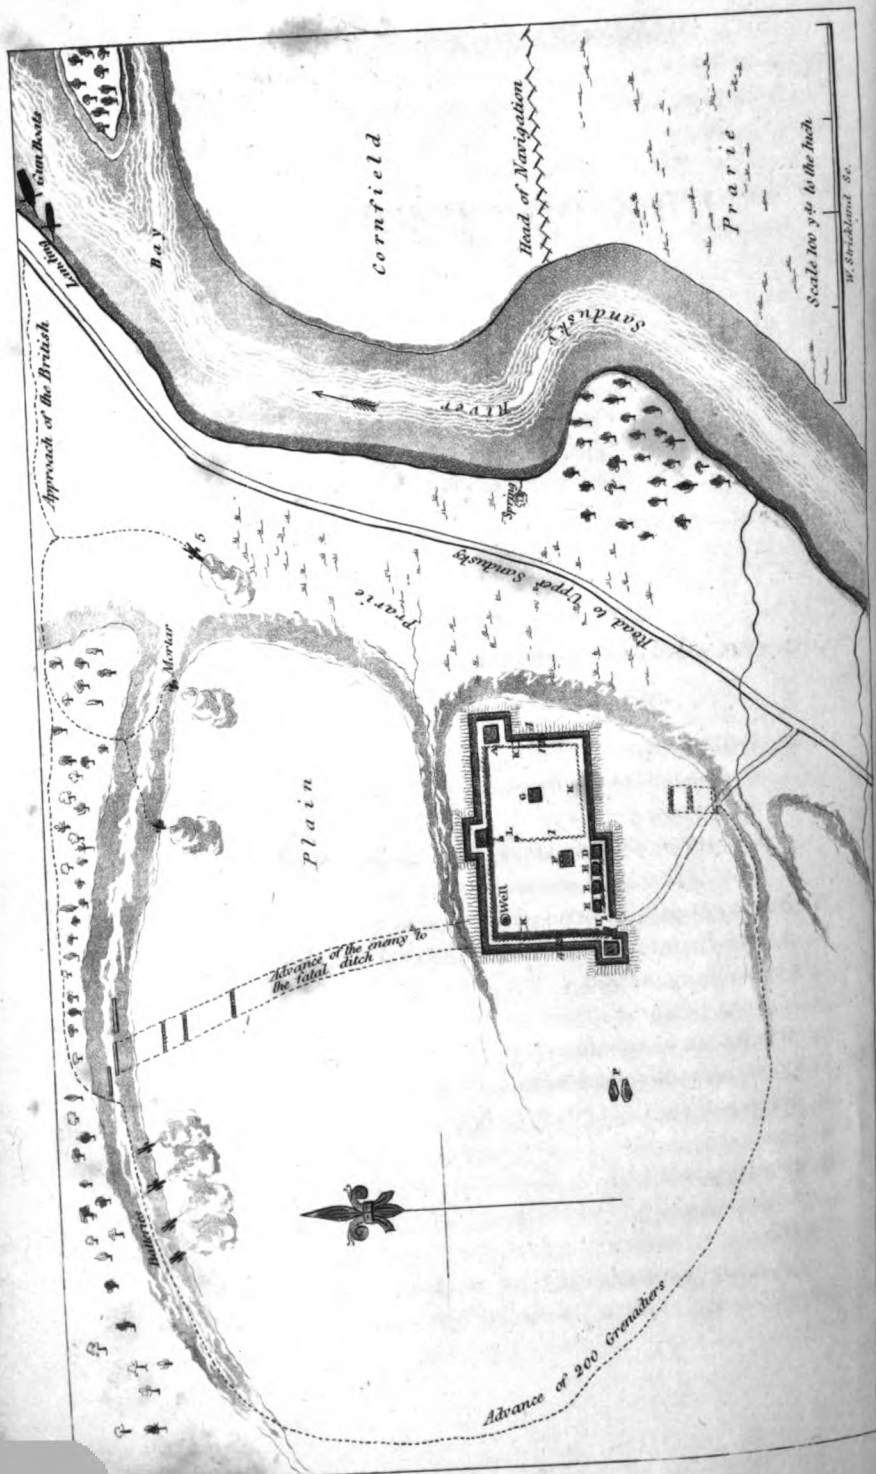 Gun Boats
Landing
Bay
Cornfield
Head of Navigation
Prarie
Scale 100 yds to the Inch
W. Strickland Sc.
Approach of the British
River
Sandusky
Spring
5
Mortar
Prarie
Road to Upper Sandusky
Plain
A
K
G
K
L
I
F
E
E
E
E
Well
K
H
Advance of the enemy to
the fatal ditch
Batteries
P
Advance of 200 Grenadiers